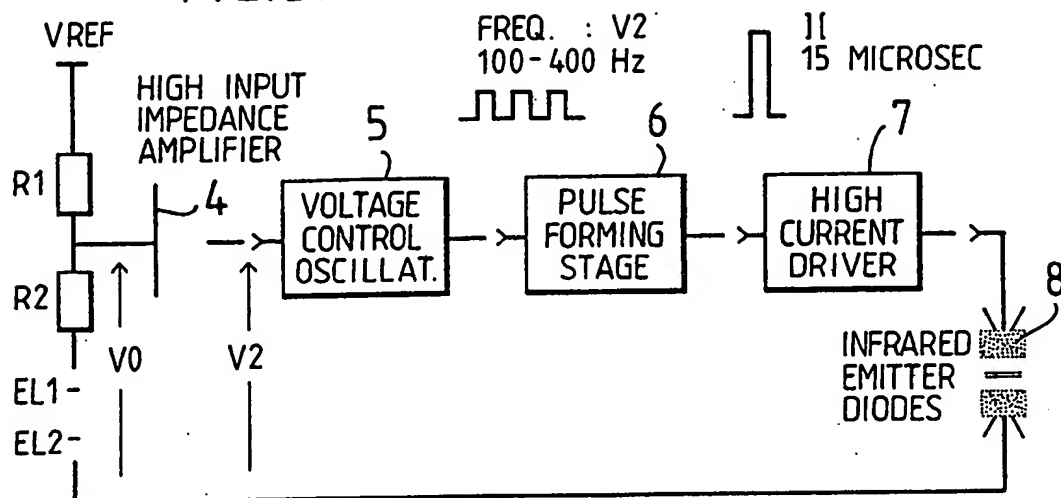 VREF
HIGH INPUT
IMPEDANCE
AMPLIFIER
4
R1
R2
V0
V2
EL1
EL2
FREQ. : V2
100-400 Hz
5
VOLTAGE
CONTROL
OSCILLAT.
6
PULSE
FORMING
STAGE
15 MICROSEC
7
HIGH
CURRENT
DRIVER
8
INFRARED
EMITTER
DIODES